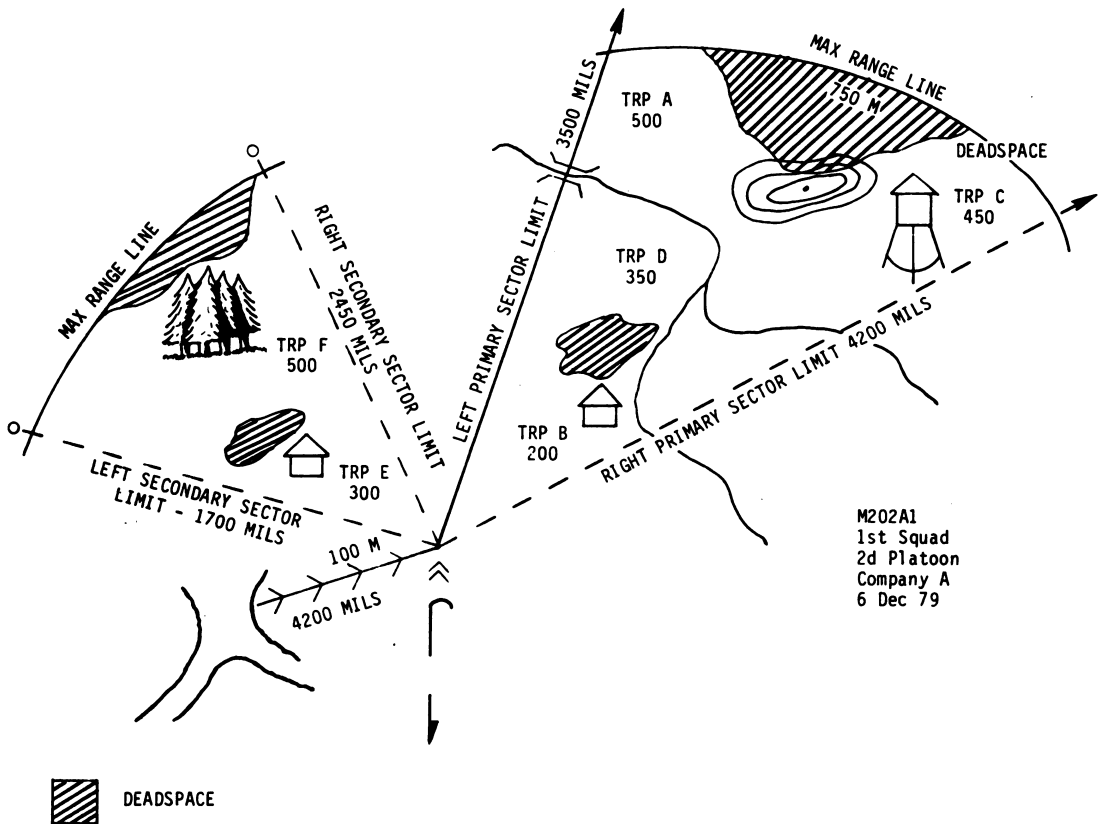 MAX RANGE LINE
750 M
DEADSPACE
3500 MILS
TRP A
500
TRP C
450
TRP D
350
MAX RANGE LINE
RIGHT SECONDARY SECTOR LIMIT
2450 MILS
LEFT PRIMARY SECTOR LIMIT
RIGHT PRIMARY SECTOR LIMIT 4200 MILS
TRP F
500
TRP B
200
TRP E
300
LEFT SECONDARY SECTOR
LIMIT - 1700 MILS
100 M
4200 MILS
M202A1
1st Squad
2d Platoon
Company A
6 Dec 79
DEADSPACE